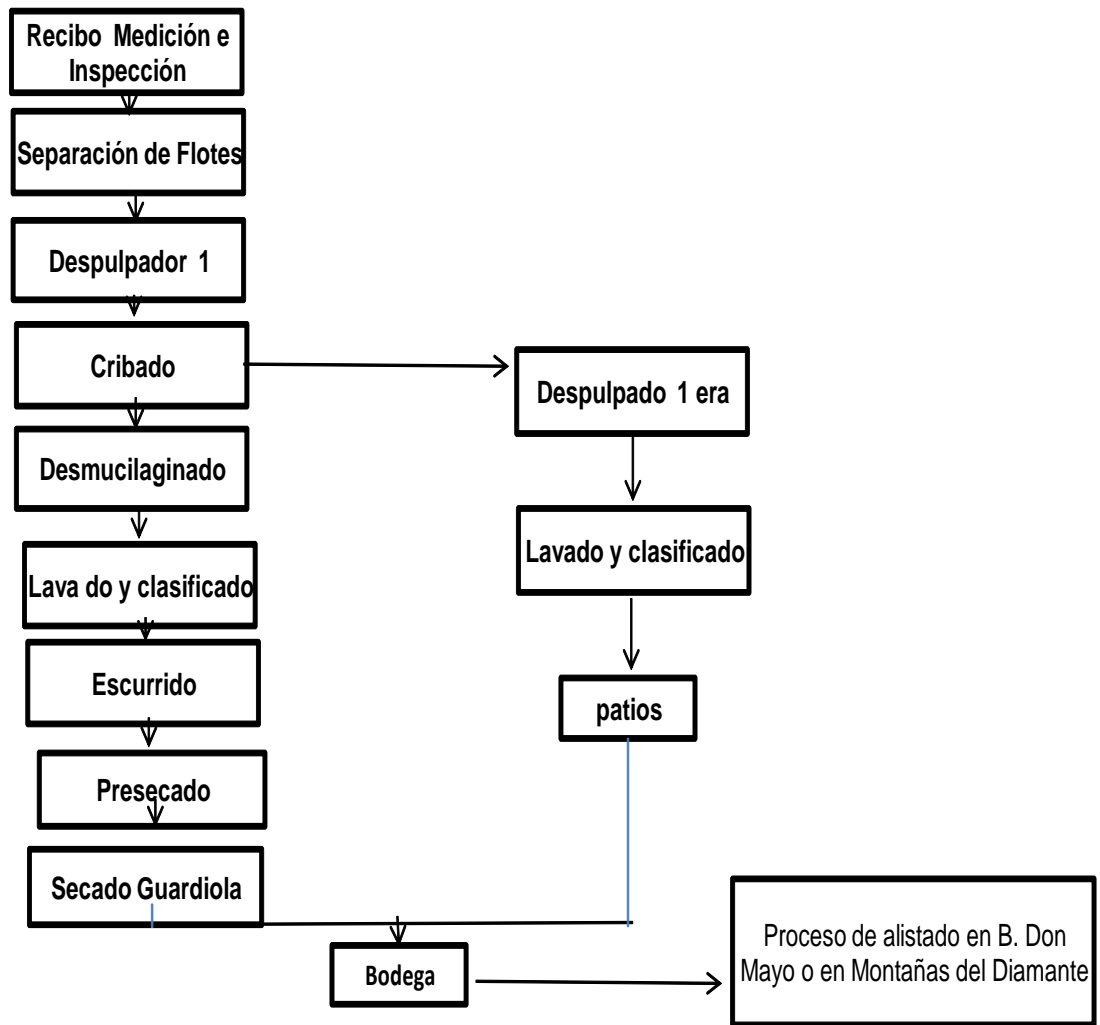 Recibo Medición e
Inspección
Separación de Flotes
Despulpador 1
Cribado
Desmucilaginado
Lava do y clasificado
Escurrido
Presecado
Secado Guardiola
Despulpado 1 era
Lavado y clasificado
patios
Bodega
Proceso de alistado en B. Don
Mayo o en Montañas del Diamante